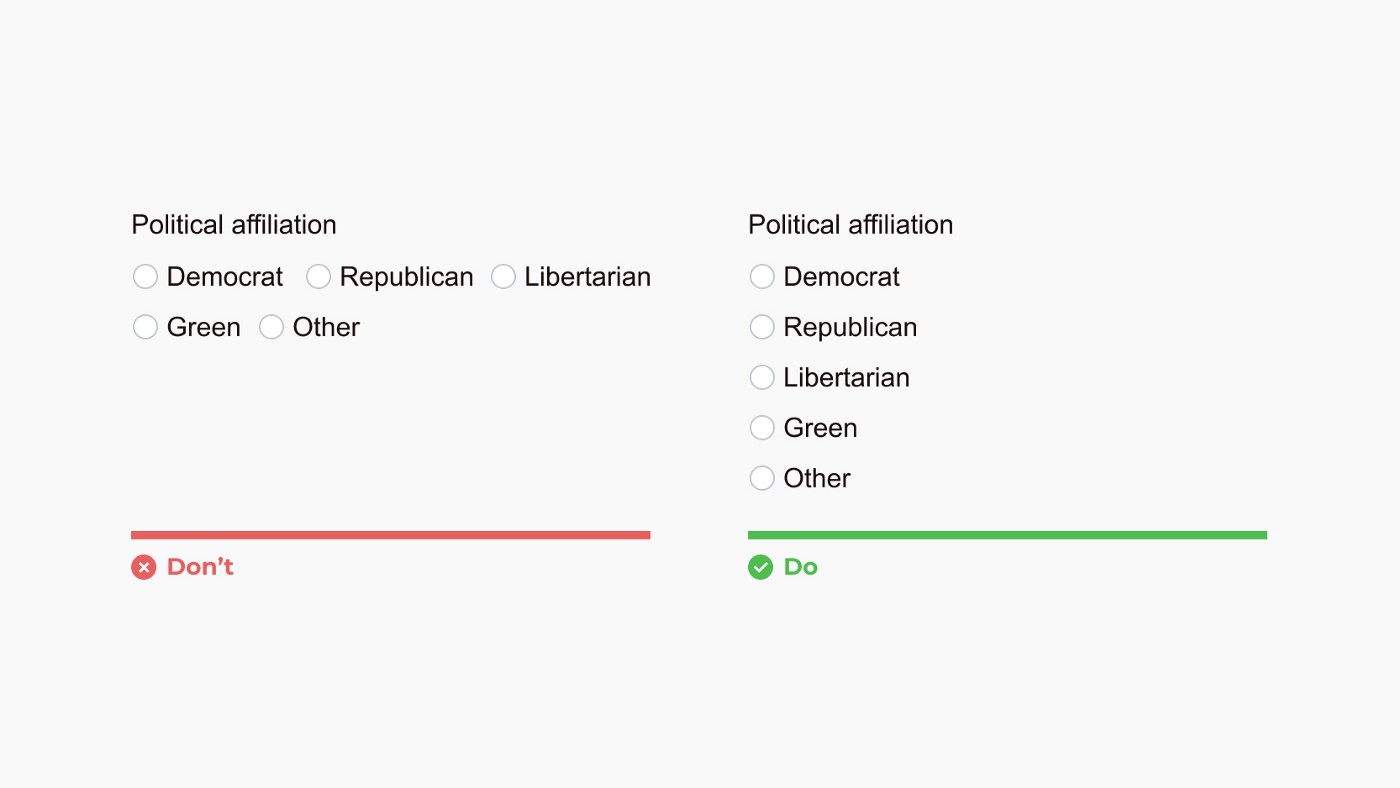 Political affiliation
Democrat Republican Libertarian
Green Other
Don’t
Political affiliation
Democrat
Republican
Libertarian
Green
Other
Do